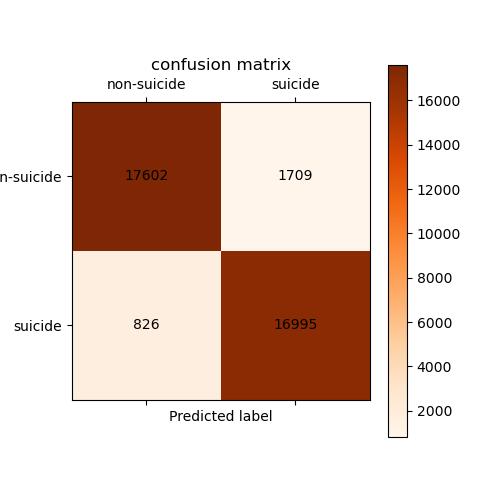 confusion matrix
non-suicide suicide
n-suicide 17602 1709
suicide 826 16995
Predicted label
16000
14000
12000
10000
8000
6000
4000
2000